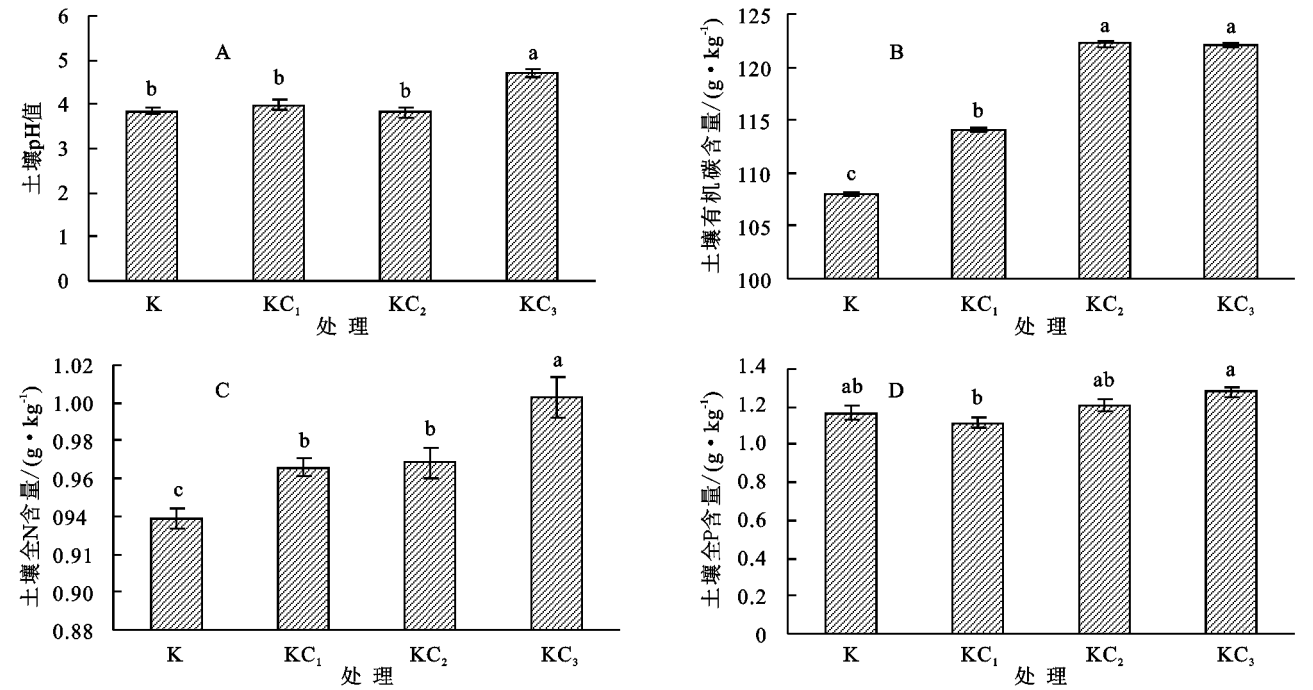 土壤pH值
6
5
4
3
2
1
0
A
b
b
b
a
K
KC₁
KC₂
KC₃
处 理
土壤有机碳含量/(g·kg⁻¹)
125
120
115
110
105
100
B
c
b
a
a
K
KC₁
KC₂
KC₃
处 理
土壤全N含量/(g·kg⁻¹)
1.02
1.00
0.98
0.96
094
0.91
0.90
0.88
C
c
b
b
a
K
KC₁
KC₂
KC₃
处 理
土壤全P含量/(g·kg⁻¹)
1.4
1.2
1.0
0.8
0.6
0.4
0.2
0
D
ab
b
ab
a
K
KC₁
KC₂
KC₃
处 理